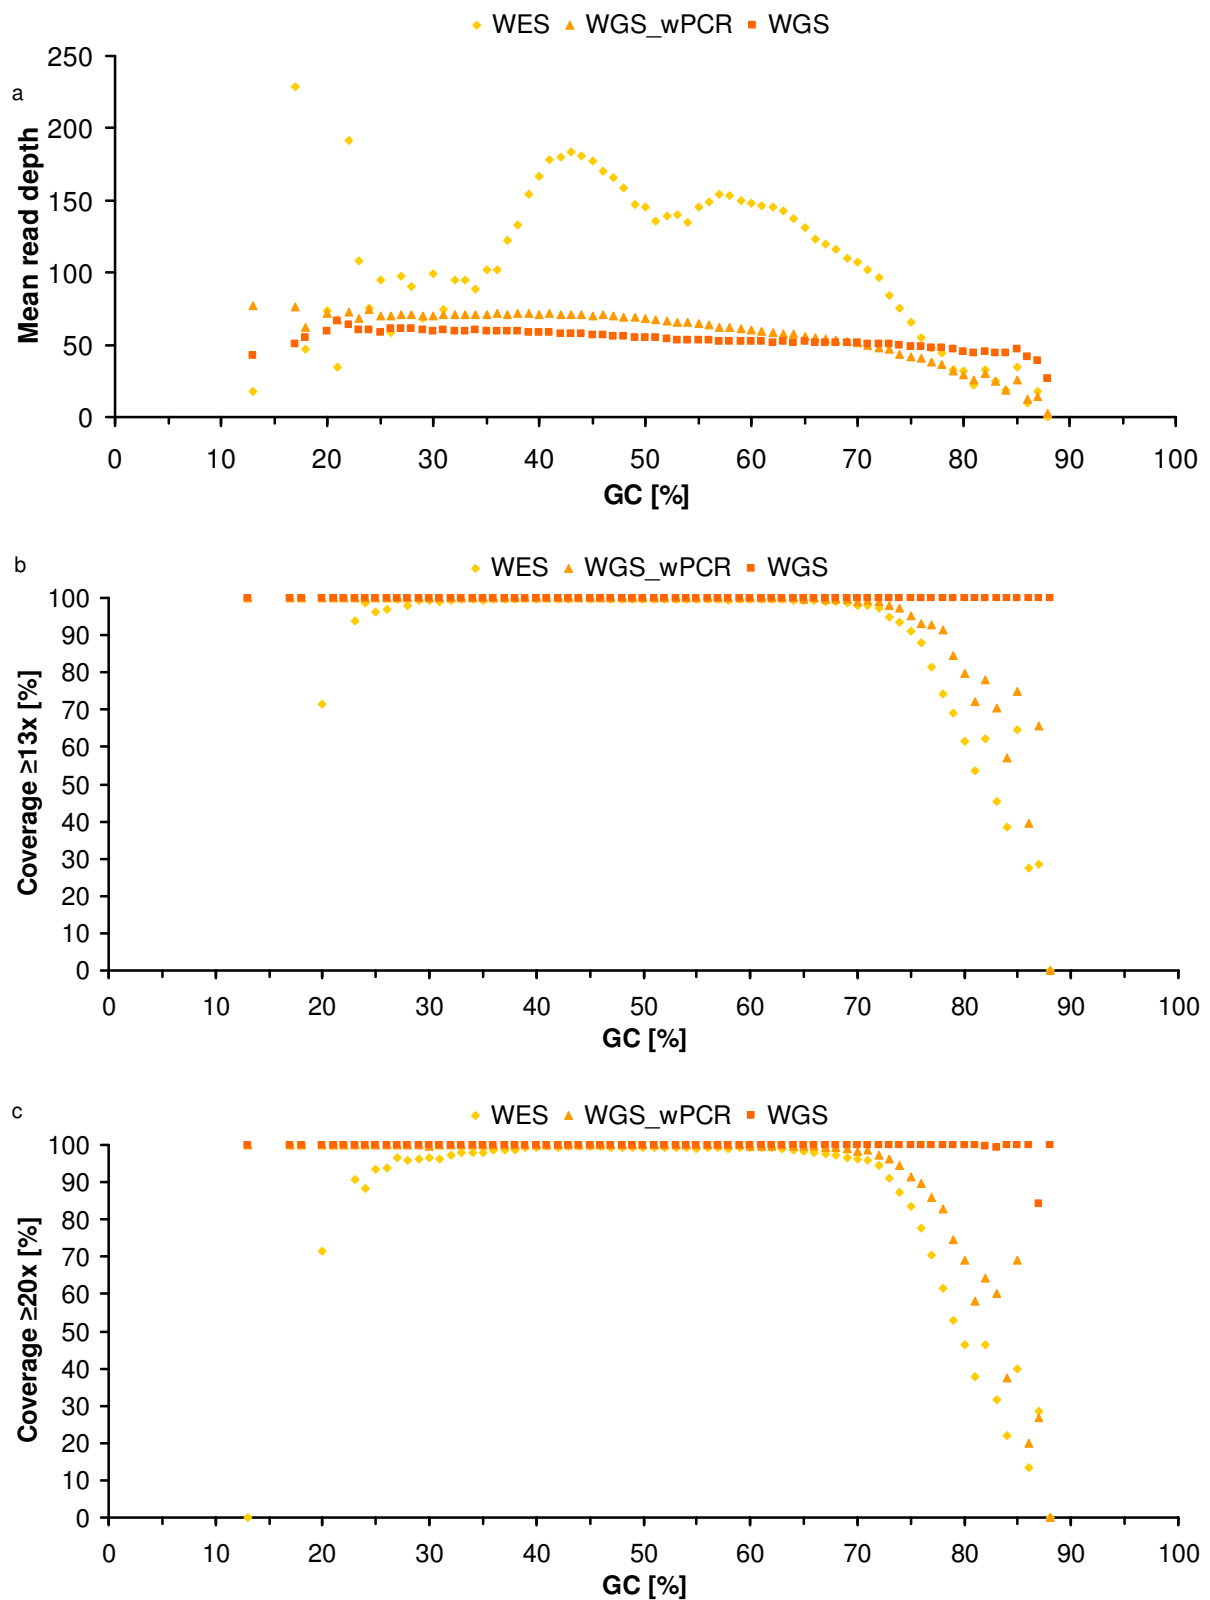 WES WGS_wPCR WGS
a
Mean read depth
250
200
150
100
50
0
0 10 20 30 40 50 60 70 80 90 100
GC [%]
b
WES WGS_wPCR WGS
Coverage ≥13x [%]
100
90
80
70
60
50
40
30
20
10
0
0 10 20 30 40 50 60 70 80 90 100
GC [%]
c
WES WGS_wPCR WGS
Coverage ≥20x [%]
100
90
80
70
60
50
40
30
20
10
0
0 10 20 30 40 50 60 70 80 90 100
GC [%]